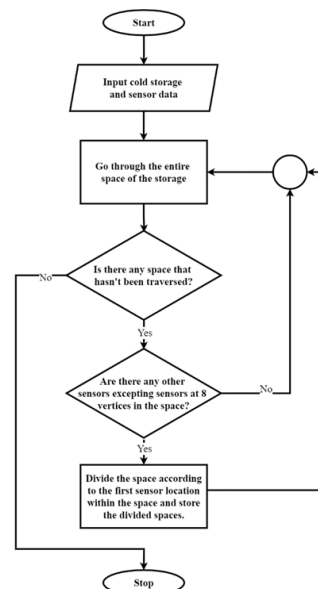 Start
Input cold storage
and sensor data
Go through the entire
space of the storage
Is there any space that
hasn't been traversed?
No
Yes
Are there any other
sensors excepting sensors at 8
vertices in the space?
No
Yes
Divide the space according
to the first sensor location
within the space and store
the divided spaces.
Stop